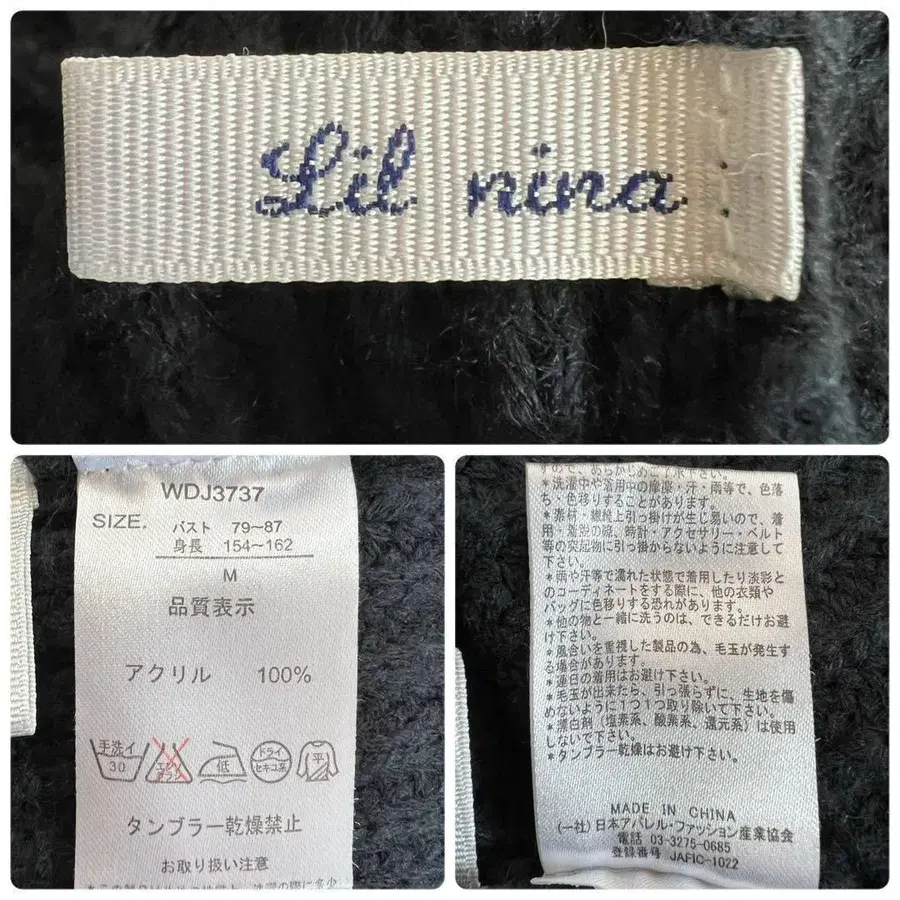 Lil nina
WDJ3737
SIZE.
バスト 79~87
身長 154~162
M
品質表示
アクリル 100%
手洗イ
30
エンソ
サラシ
低
ドライ
セキユ系
平
タンブラー乾燥禁止
お取り扱い注意
すので、あらかじめご了承下さい。
*洗濯中や着用中の摩擦・汗・雨等で、色落
ち・色移りすることがあります。
*素材・組織上引っ掛けが生じ易いので、着
用・着脱の際、時計・アクセサリー・ベルト
等の突起物に引っ掛からないように注意して
下さい。
*雨や汗等で濡れた状態で着用したり淡彩と
のコーディネートをする際に、他の衣類や
バッグに色移りする恐れがあります。
*他の物と一緒に洗うのは、できるだけお避
け下さい。
*風合いを重視した製品の為、毛玉が発生す
る場合があります。
*連日の着用はお避け下さい。
*毛玉が出来たら、引っ張らずに、生地を傷
めないように1つ1つ取り除いて下さい。
*漂白剤（塩素系、酸素系、還元系）は使用
しないで下さい。
*タンブラー乾燥はお避け下さい。
MADE IN CHINA
(一社)日本アパレル・ファッション産業協会
電話 03-3275-0685
登録番号 JAFIC-1022